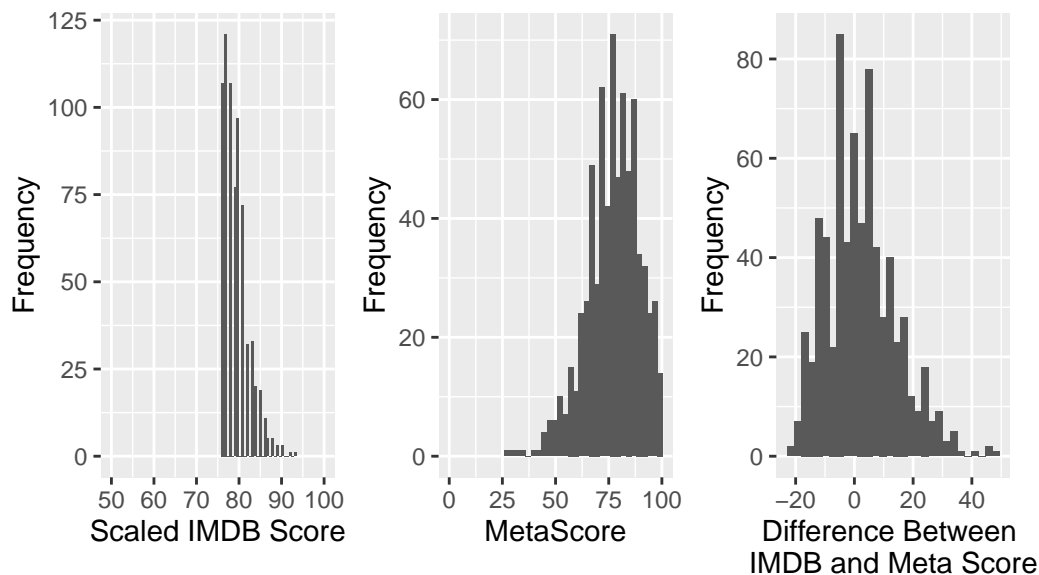 125
100
75
50
25
0
Frequency
50 60 70 80 90 100
Scaled IMDB Score
60
40
20
0
Frequency
0 25 50 75 100
MetaScore
80
60
40
20
0
Frequency
−20 0 20 40
Difference Between
IMDB and Meta Score